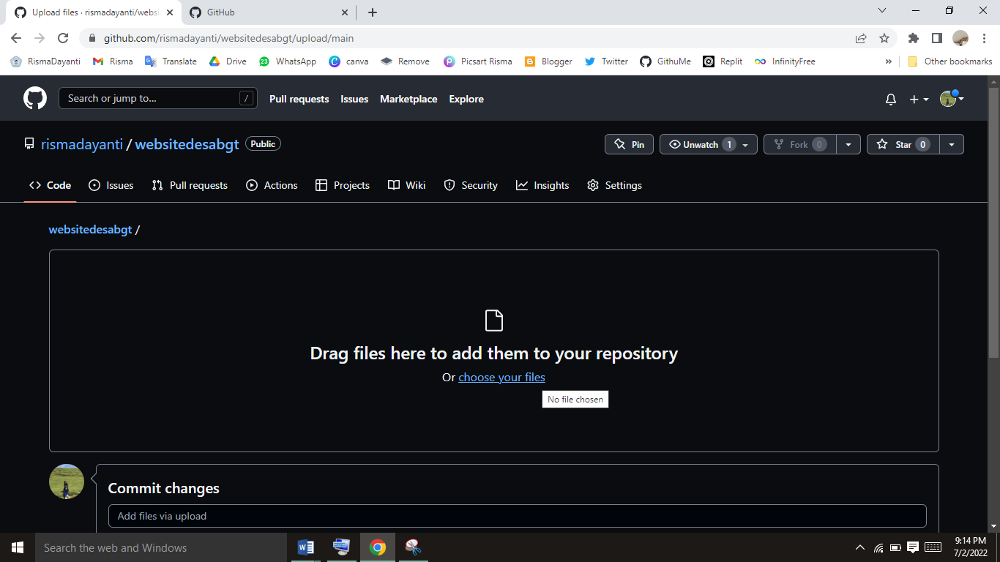 Upload files · rismadayanti/websi
GitHub
github.com/rismadayanti/websitedesabgt/upload/main
RismaDayanti Risma Translate Drive 23 WhatsApp canva Remove Picsart Risma Blogger Twitter GithuMe Replit InfinityFree » Other bookmarks
Search or jump to... / Pull requests Issues Marketplace Explore
rismadayanti / websitedesabgt Public Pin Unwatch 1 Fork 0 Star 0
Code Issues Pull requests Actions Projects Wiki Security Insights Settings
websitedesabgt /
Drag files here to add them to your repository
Or choose your files
No file chosen
Commit changes
Add files via upload
Search the web and Windows
9:14 PM
7/2/2022